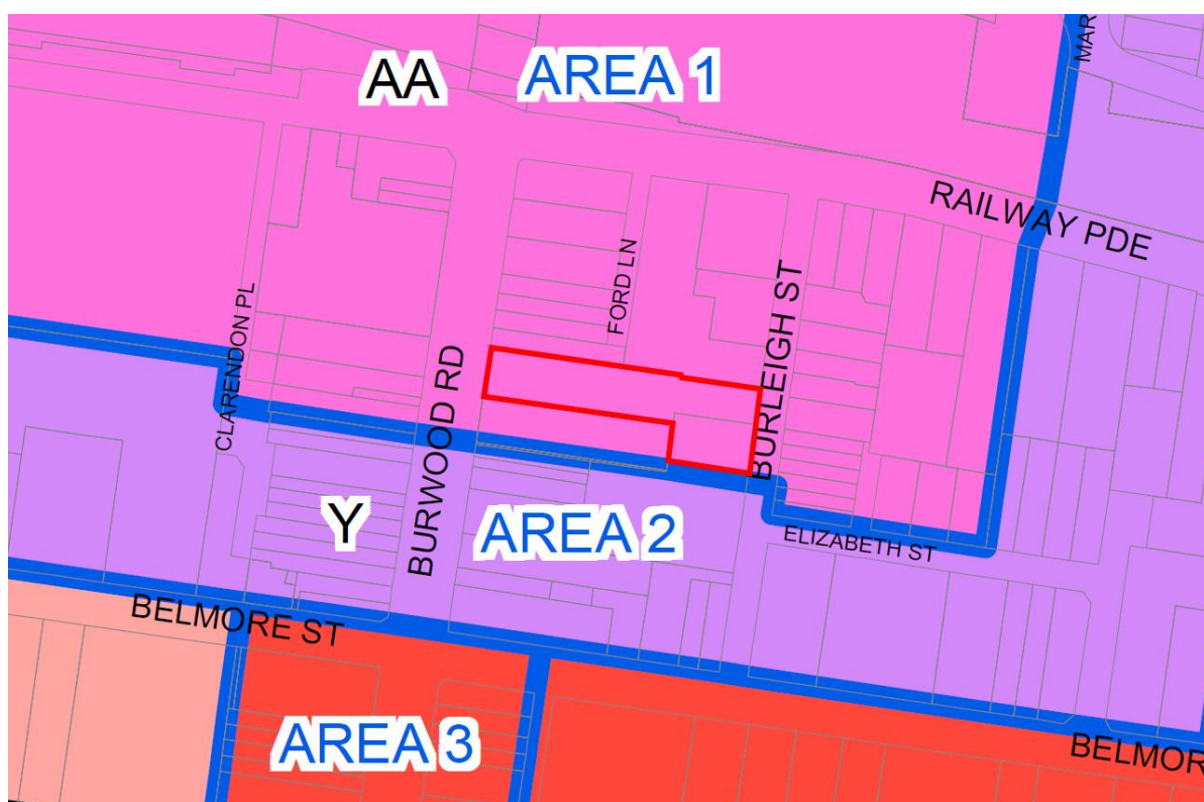 AA
AREA 1
MAR
RAILWAY PDE
FORD LN
CLARENDON PL
BURLEIGH ST
BURWOOD RD
Y
AREA 2
ELIZABETH ST
BELMORE ST
AREA 3
BELMOR